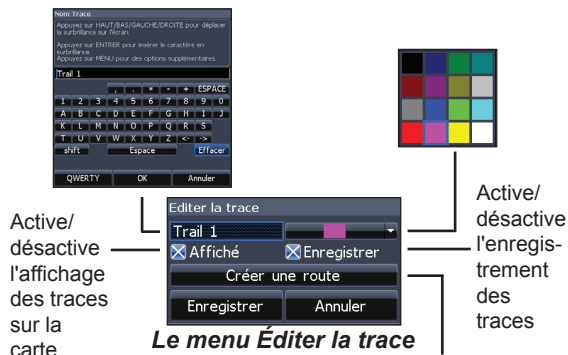 Nom Trace
Appuyez sur HAUT/BAS/GAUCHE/DROITE pour déplacer
la surbrillance sur l'écran.
Appuyez sur ENTRER pour insérer le caractère en
surbrillance.
Appuyez sur MENU pour des options supplémentaires.
Trail 1
, . * - + ESPACE
1 2 3 4 5 6 7 8 9 0
A B C D E F G H I J
K L M N O P Q R S
T U V W X Y Z <- ->
shift Espace Effacer
QWERTY OK Annuler
Active/
désactive
l'affichage
des traces
sur la
carte
Editer la trace
Trail 1
Affiché Enregistrer
Créer une route
Enregistrer Annuler
Le menu Éditer la trace
Active/
désactive
l'enregis-
trement
des
traces